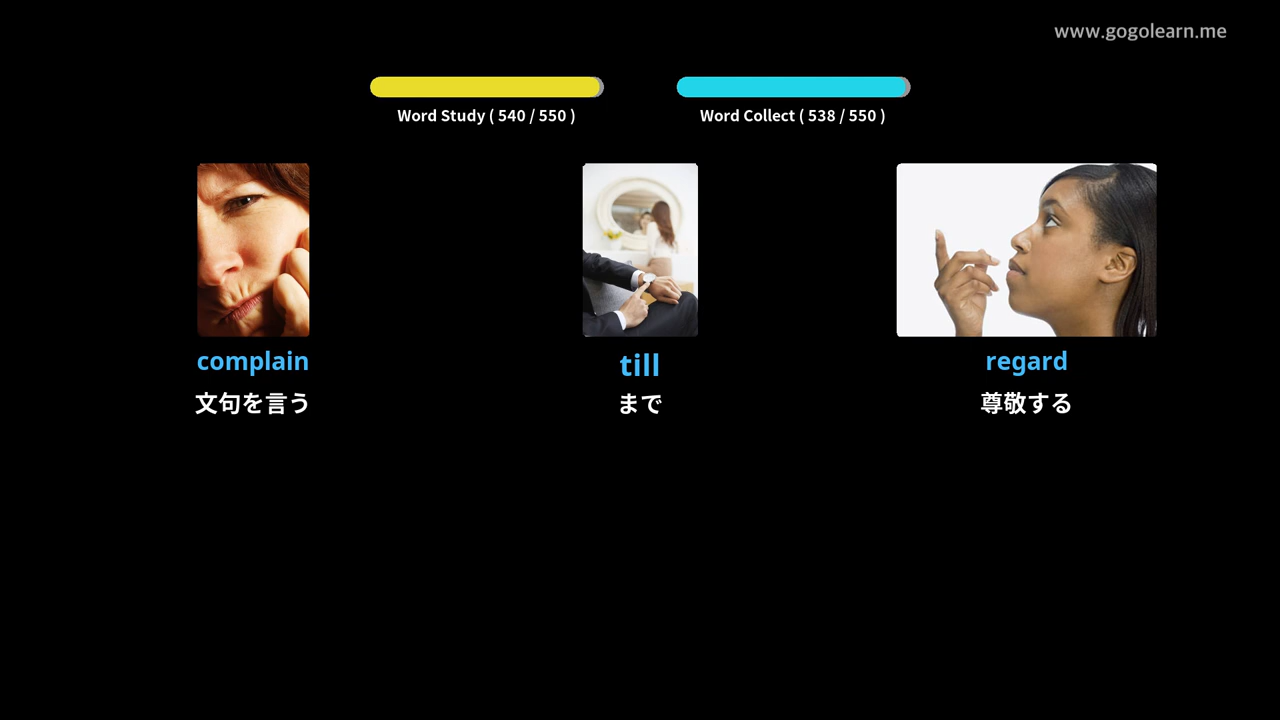 www.gogolearn.me
Word Study ( 540 / 550 )
Word Collect ( 538 / 550 )
complain
till
regard
文句を言う
まで
尊敬する